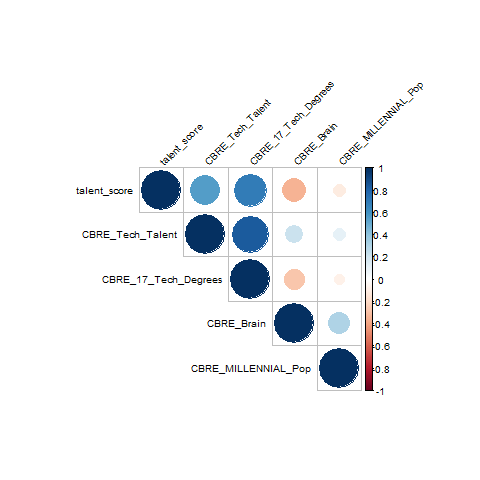 talent_score
CBRE_Tech_Talent
CBRE_17_Tech_Degrees
CBRE_Brain
CBRE_MILLENNIAL_Pop
talent_score
CBRE_Tech_Talent
CBRE_17_Tech_Degrees
CBRE_Brain
CBRE_MILLENNIAL_Pop
1
0.8
0.6
0.4
0.2
0
-0.2
-0.4
-0.6
-0.8
-1